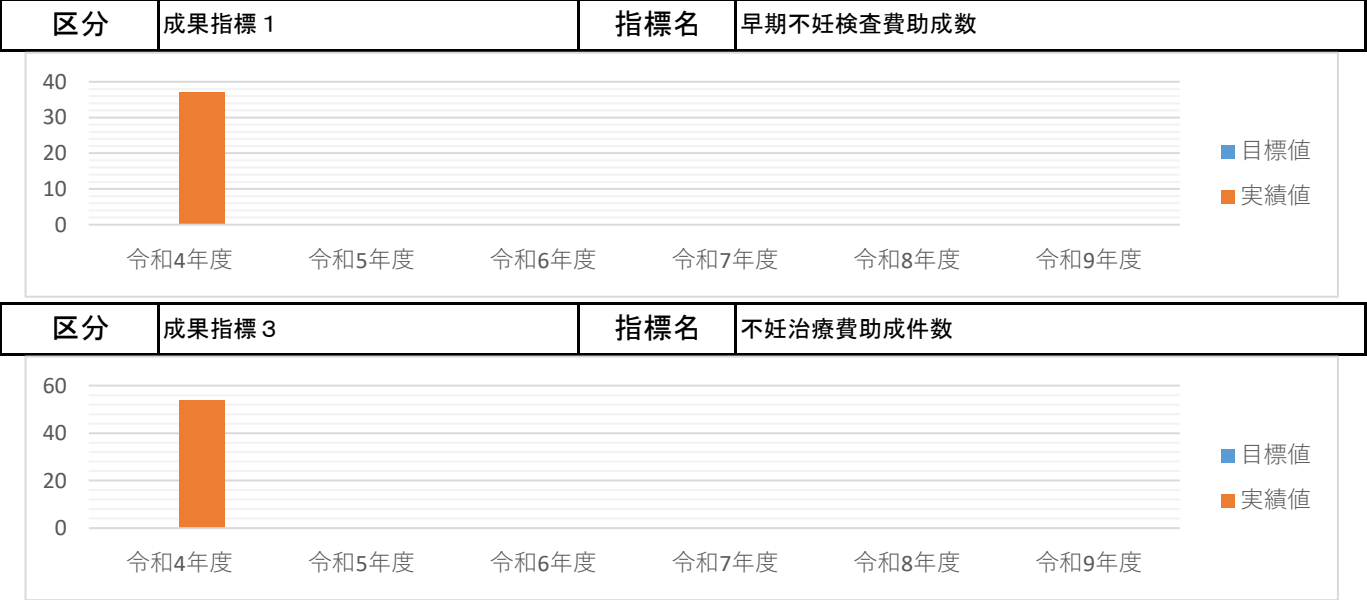 区分 成果指標１ 指標名 早期不妊検査費助成数
40
30
20
10
0
令和4年度 令和5年度 令和6年度 令和7年度 令和8年度 令和9年度
目標値
実績値
区分 成果指標３ 指標名 不妊治療費助成件数
60
40
20
0
令和4年度 令和5年度 令和6年度 令和7年度 令和8年度 令和9年度
目標値
実績値